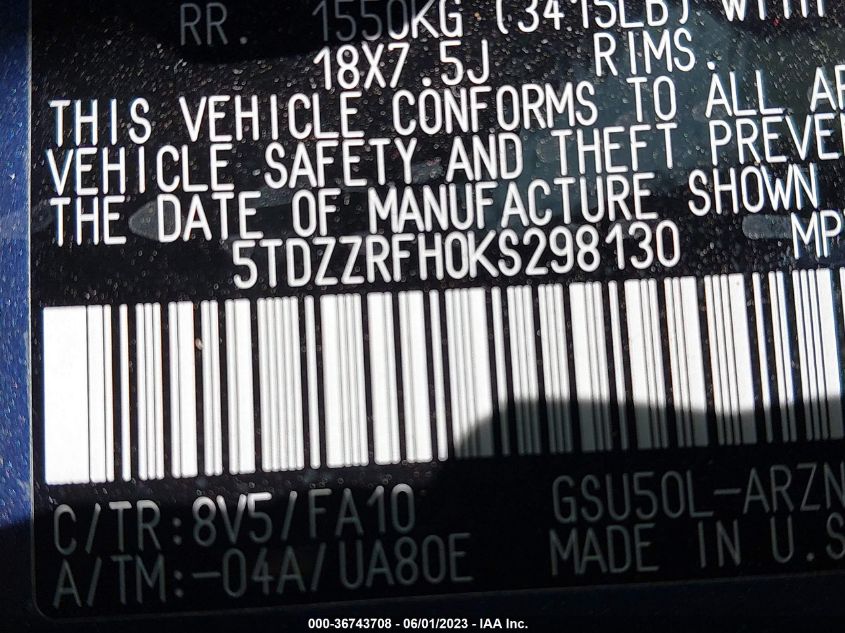 RR. 1550KG (3415LB) WITH
18X7.5J RIMS.
THIS VEHICLE CONFORMS TO ALL AP
VEHICLE SAFETY AND THEFT PREVE
THE DATE OF MANUFACTURE SHOWN
5TDZZRFH0KS298130 MP
C/TR:8V5/FA10 GSU50L-ARZN
A/TM:-04A/UA80E MADE IN U.S
000-36743708 - 06/01/2023 - IAA Inc.